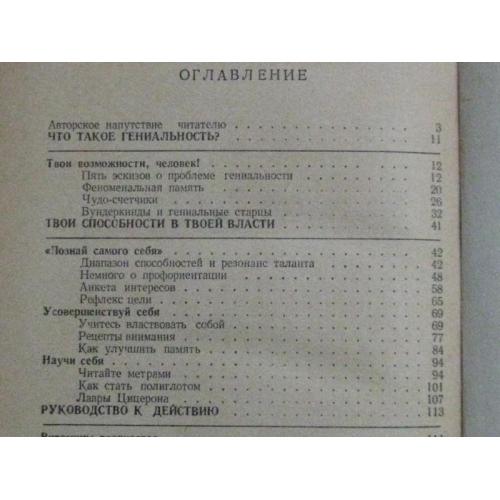 ОГЛАВЛЕНИЕ
Авторское напутствие читателю . . . . . . . . . . 3
ЧТО ТАКОЕ ГЕНИАЛЬНОСТЬ? . . . . . . . . . . 11
Твои возможности, человек! . . . . . . . . . . 12
Пять эскизов о проблеме гениальности . . . . . . . . . . 12
Феноменальная память . . . . . . . . . . 20
Чудо-счетчики . . . . . . . . . . 26
Вундеркинды и гениальные старцы . . . . . . . . . . 32
ТВОИ СПОСОБНОСТИ В ТВОЕЙ ВЛАСТИ . . . . . . . . . . 41
«Познай самого себя» . . . . . . . . . . 42
Диапазон способностей и резонанс таланта . . . . . . . . . . 42
Немного о профориентации . . . . . . . . . . 48
Анкета интересов . . . . . . . . . . 58
Рефлекс цели . . . . . . . . . . 65
Усовершенствуй себя . . . . . . . . . . 69
Учитесь властвовать собой . . . . . . . . . . 69
Рецепты внимания . . . . . . . . . . 77
Как улучшить память . . . . . . . . . . 84
Научи себя . . . . . . . . . . 94
Читайте метрами . . . . . . . . . . 94
Как стать полиглотом . . . . . . . . . . 101
Лавры Цицерона . . . . . . . . . . 107
РУКОВОДСТВО К ДЕЙСТВИЮ . . . . . . . . . . 113